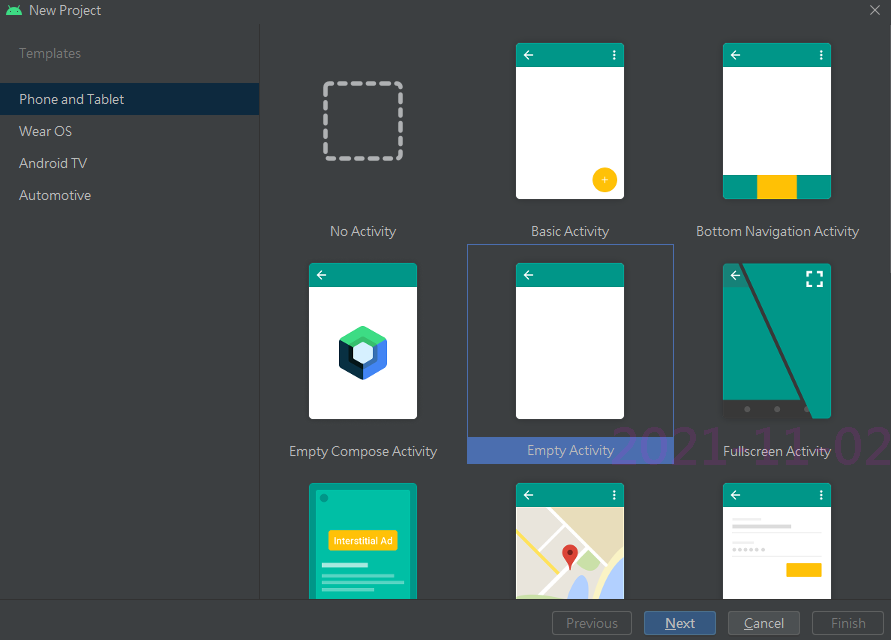 New Project
Templates
Phone and Tablet
Wear OS
Android TV
Automotive
No Activity
Basic Activity
Bottom Navigation Activity
Empty Compose Activity
Empty Activity
Fullscreen Activity
2021-11-02
Interstitial Ad
Previous
Next
Cancel
Finish